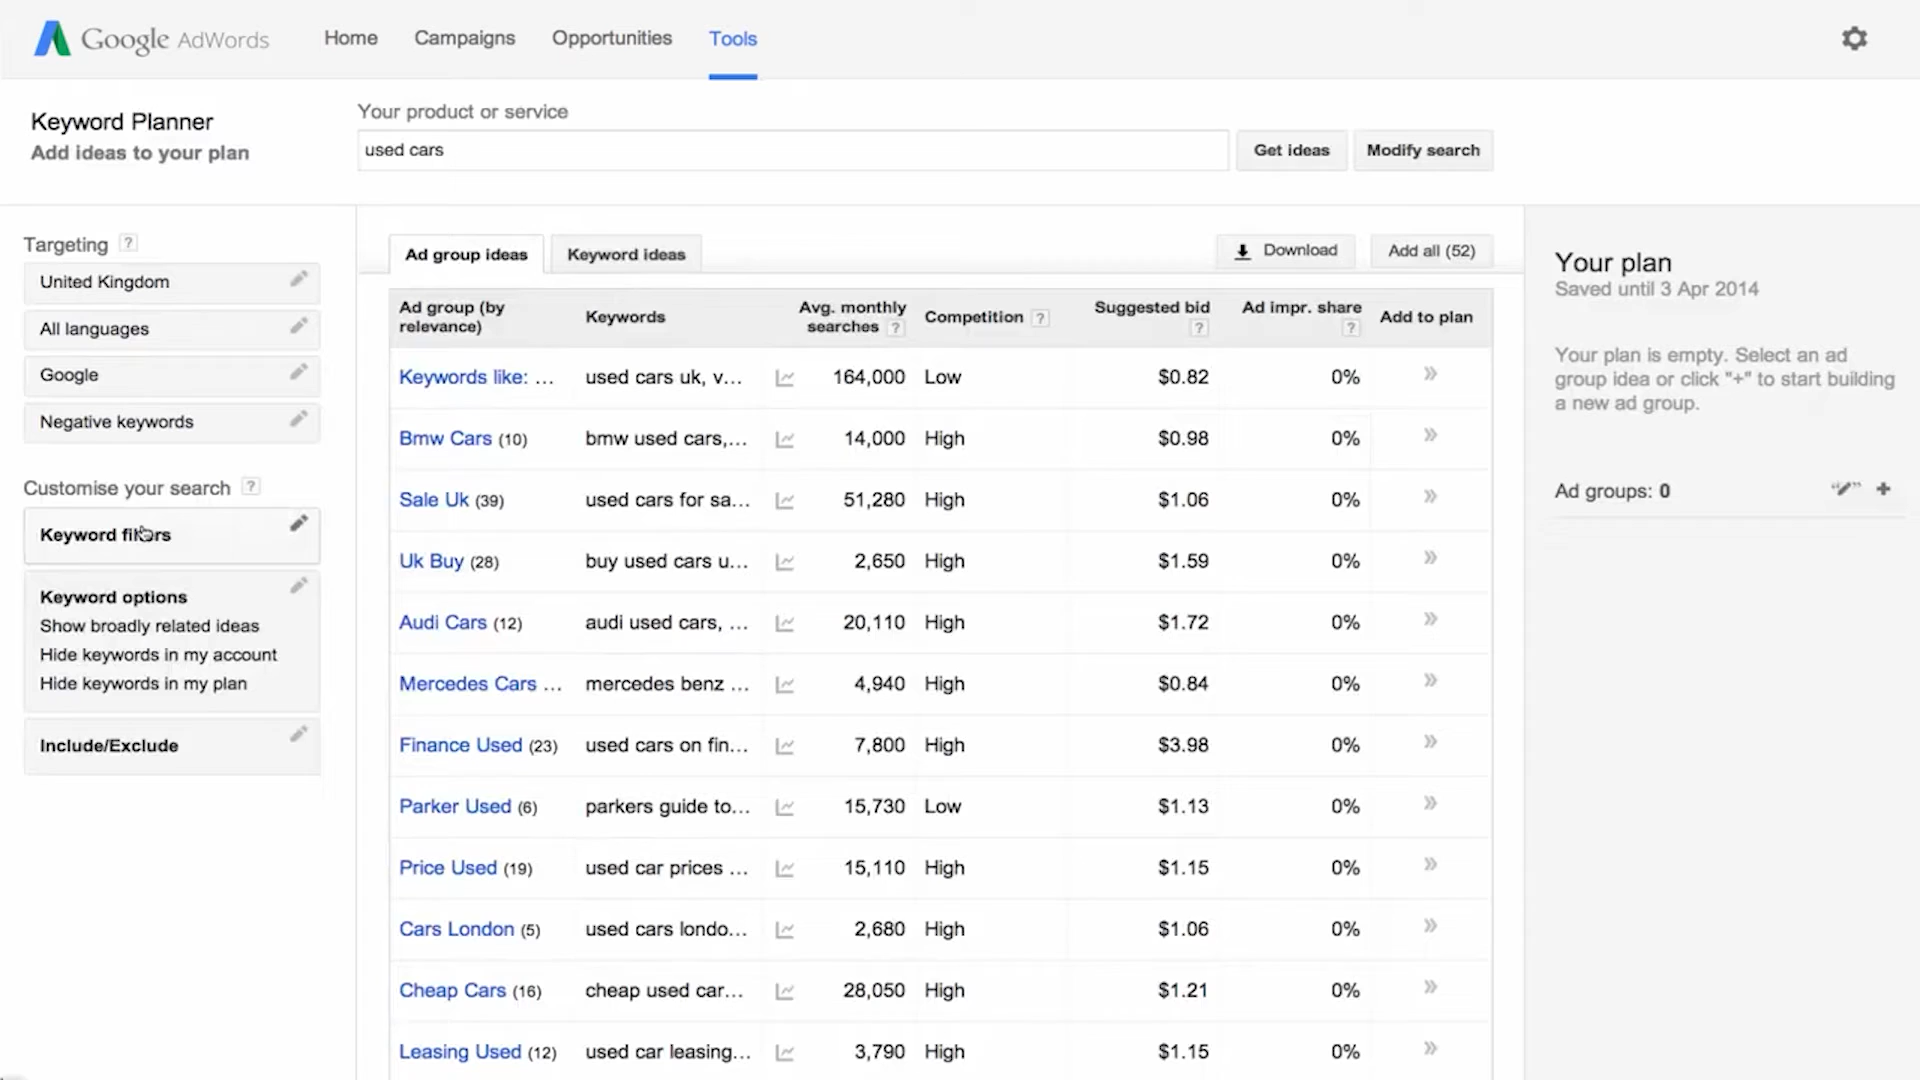 Google AdWords
Home
Campaigns
Opportunities
Tools
Keyword Planner
Add ideas to your plan
Your product or service
used cars
Get ideas
Modify search
Targeting ?
United Kingdom
All languages
Google
Negative keywords
Customise your search ?
Keyword filters
Keyword options
Show broadly related ideas
Hide keywords in my account
Hide keywords in my plan
Include/Exclude
Ad group ideas
Keyword ideas
Download
Add all (52)
Ad group (by relevance) Keywords Avg. monthly searches ? Competition ? Suggested bid ? Ad impr. share ? Add to plan
Keywords like: ... used cars uk, v... 164,000 Low $0.82 0% »
Bmw Cars (10) bmw used cars,... 14,000 High $0.98 0% »
Sale Uk (39) used cars for sa... 51,280 High $1.06 0% »
Uk Buy (28) buy used cars u... 2,650 High $1.59 0% »
Audi Cars (12) audi used cars, ... 20,110 High $1.72 0% »
Mercedes Cars ... mercedes benz ... 4,940 High $0.84 0% »
Finance Used (23) used cars on fin... 7,800 High $3.98 0% »
Parker Used (6) parkers guide to... 15,730 Low $1.13 0% »
Price Used (19) used car prices ... 15,110 High $1.15 0% »
Cars London (5) used cars londo... 2,680 High $1.06 0% »
Cheap Cars (16) cheap used car... 28,050 High $1.21 0% »
Leasing Used (12) used car leasing... 3,790 High $1.15 0% »
Your plan
Saved until 3 Apr 2014
Your plan is empty. Select an ad
group idea or click "+" to start building
a new ad group.
Ad groups: 0